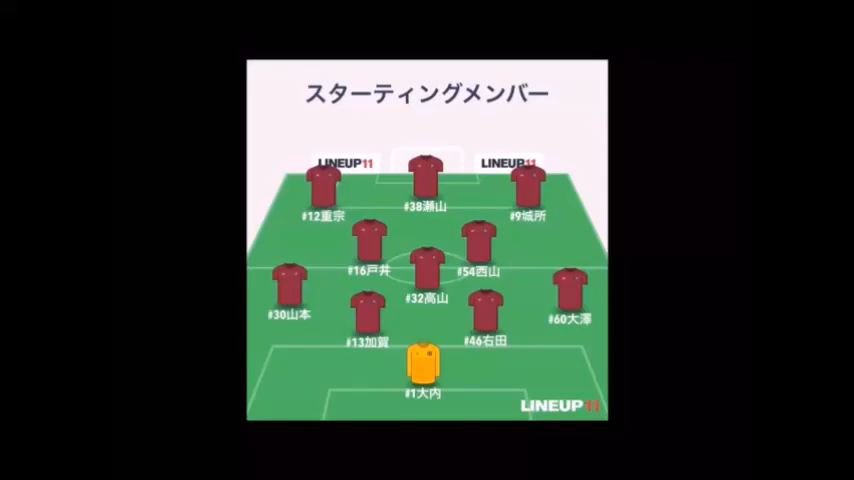 スターティングメンバー
LINEUP11 LINEUP11
#12重宗 #38瀬山 #9城所
#16戸井 #54西山
#32高山
#30山本 #60大澤
#13加賀 #46右田
#1大内
LINEUP11